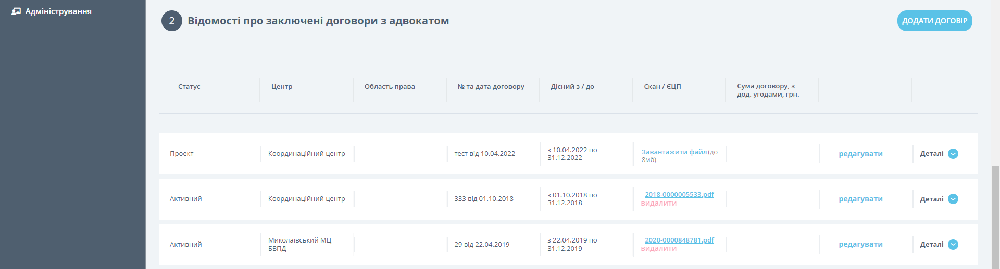 Адміністрування
2 Відомості про заключені договори з адвокатом
ДОДАТИ ДОГОВІР
Статус
Центр
Область права
№ та дата договору
Дісний з / до
Скан / ЄЦП
Сума договору, з
дод. угодами, грн.
Проект
Координаційний центр
тест від 10.04.2022
з 10.04.2022 по
31.12.2022
Завантажити файл (до
8мб)
редагувати
Деталі
Активний
Координаційний центр
333 від 01.10.2018
з 01.10.2018 по
31.12.2018
2018-0000005533.pdf
видалити
редагувати
Деталі
Активний
Миколаївський МЦ
БВПД
29 від 22.04.2019
з 22.04.2019 по
31.12.2019
2020-0000848781.pdf
видалити
редагувати
Деталі